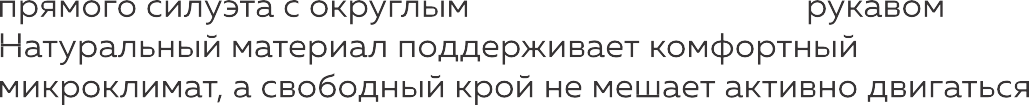 прямого силуэта с округлым рукавом
Натуральный материал поддерживает комфортный
микроклимат, а свободный крой не мешает активно двигаться